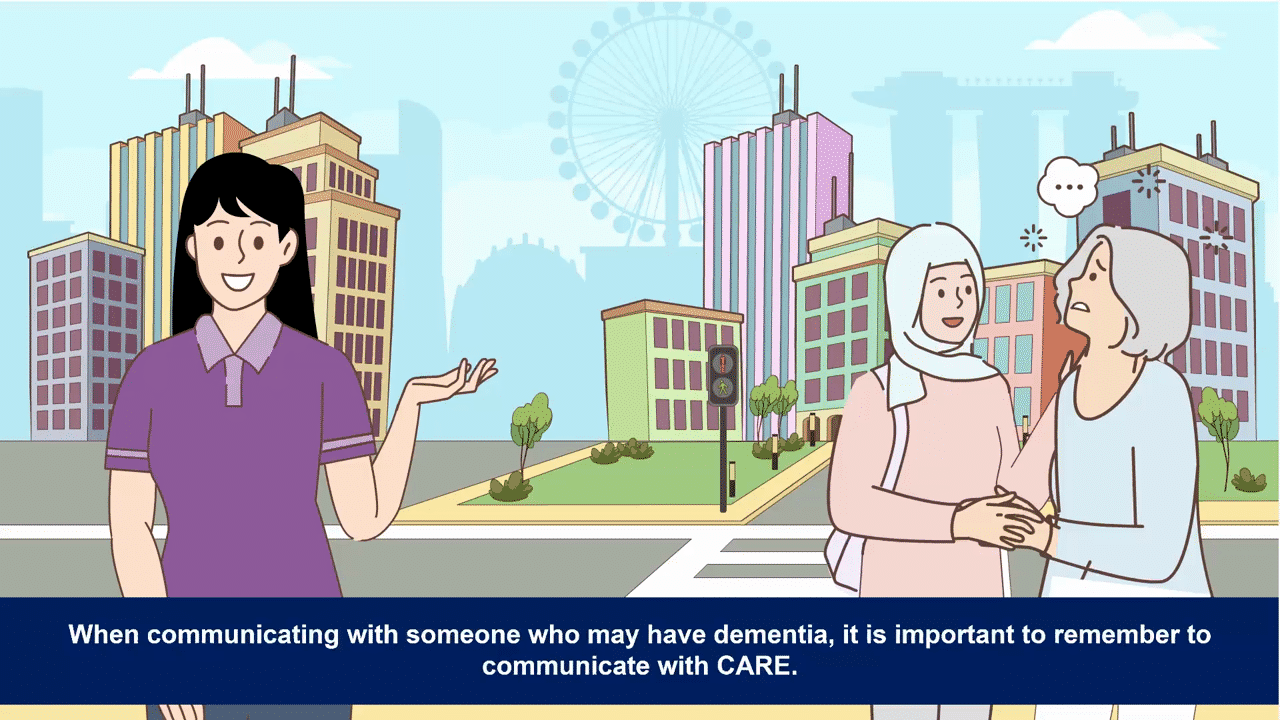 When communicating with someone who may have dementia, it is important to remember to
communicate with CARE.